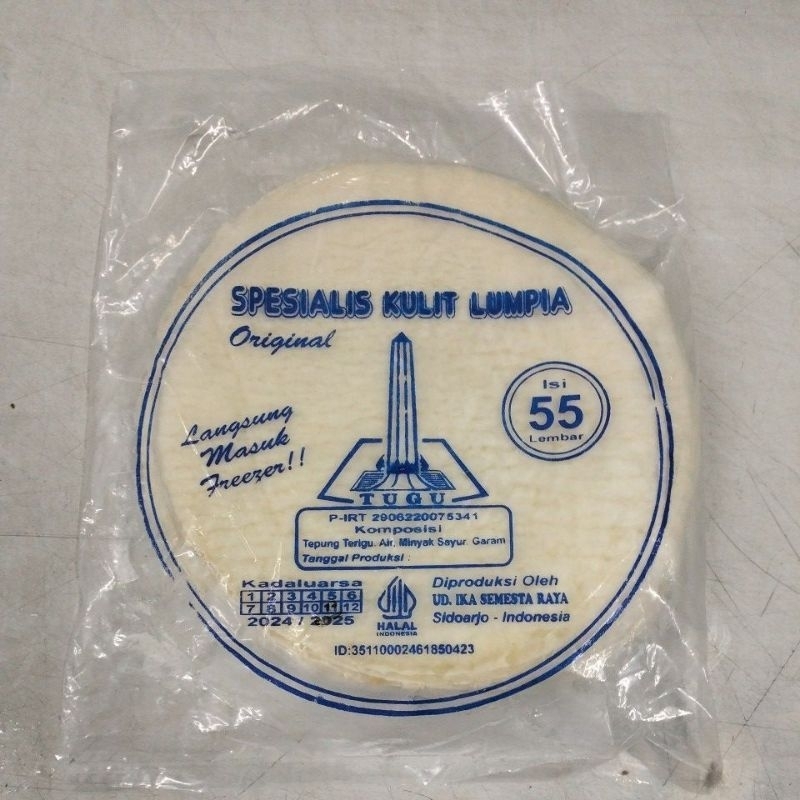 SPESIALIS KULIT LUMPIA
Original
Isi
55
Lembar
Langsung
Masuk
Freezer!!
TUGU
P-IRT 2906220075341
Komposisi
Tepung Terigu. Air, Minyak Sayur. Garam
Tanggal Produksi :
Kadaluarsa
1 2 3 4 5 6
7 8 9 10 11 12
2024 / 2025
HALAL
INDONESIA
Diproduksi Oleh
UD. IKA SEMESTA RAYA
Sidoarjo - Indonesia
ID:35110002461850423